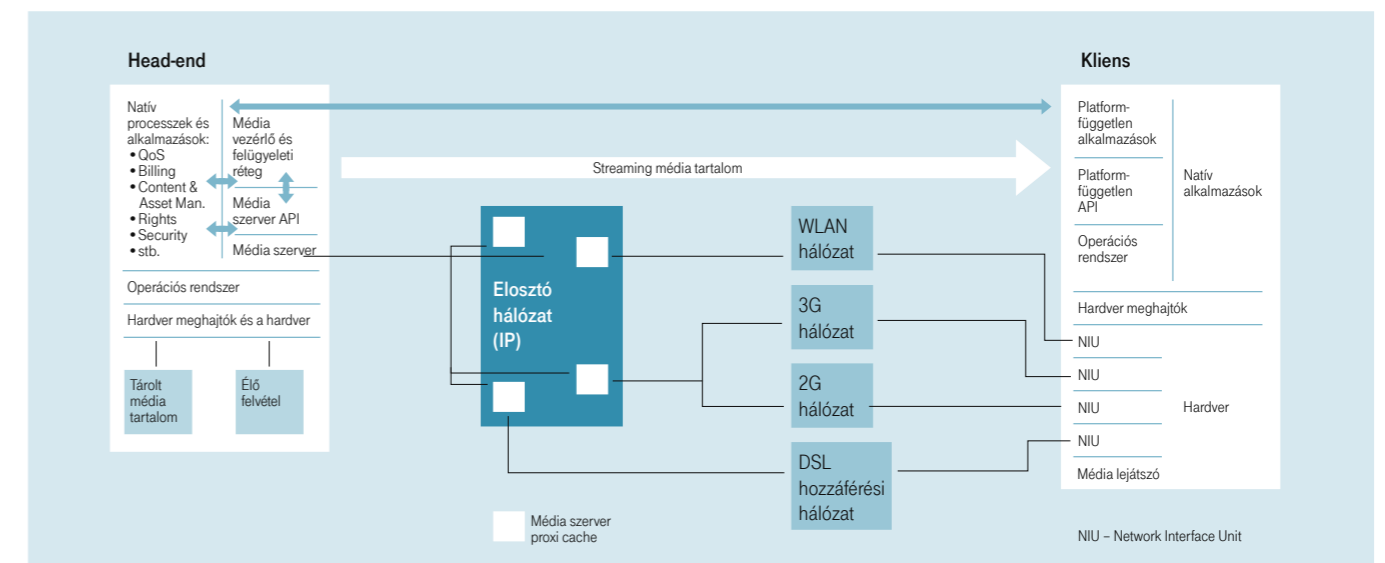 Head-end
Natív
processzek és
alkalmazások:
• QoS
• Billing
• Content &
Asset Man.
• Rights
• Security
• stb.
Média
vezérlő és
felügyeleti
réteg
Média
szerver API
Média szerver
Operációs rendszer
Hardver meghajtók és a hardver
Tárolt
média
tartalom
Élő
felvétel
Streaming média tartalom
Elosztó
hálózat
(IP)
WLAN
hálózat
3G
hálózat
2G
hálózat
DSL
hozzáférési
hálózat
Média szerver
proxi cache
Kliens
Platform-
független
alkalmazások
Platform-
független
API
Operációs
rendszer
Natív
alkalmazások
Hardver meghajtók
NIU
NIU
NIU
NIU
Hardver
Média lejátszó
NIU – Network Interface Unit